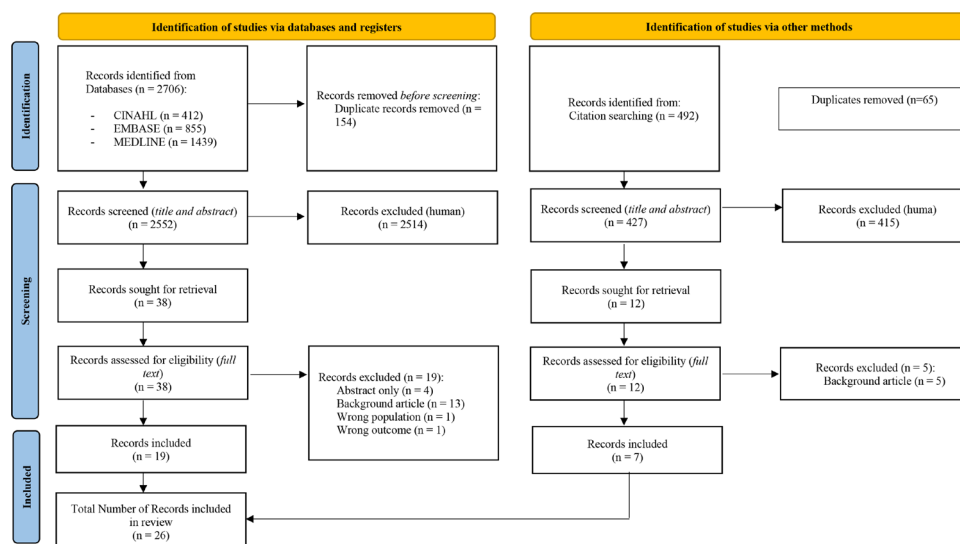 Identification of studies via databases and registers
Identification of studies via other methods
Identification
Records identified from
Databases (n = 2706):
- CINAHL (n = 412)
- EMBASE (n = 855)
- MEDLINE (n = 1439)
Records removed before screening:
Duplicate records removed (n =
154)
Records identified from:
Citation searching (n = 492)
Duplicates removed (n=65)
Screening
Records screened (title and abstract)
(n = 2552)
Records excluded (human)
(n = 2514)
Records screened (title and abstract)
(n = 427)
Records excluded (huma)
(n = 415)
Records sought for retrieval
(n = 38)
Records sought for retrieval
(n = 12)
Records assessed for eligibility (full
text)
(n = 38)
Records excluded (n = 19):
Abstract only (n = 4)
Background article (n = 13)
Wrong population (n = 1)
Wrong outcome (n = 1)
Records assessed for eligibility (full
text)
(n = 12)
Records excluded (n = 5):
Background article (n = 5)
Included
Records included
(n = 19)
Records included
(n = 7)
Total Number of Records included
in review
(n = 26)